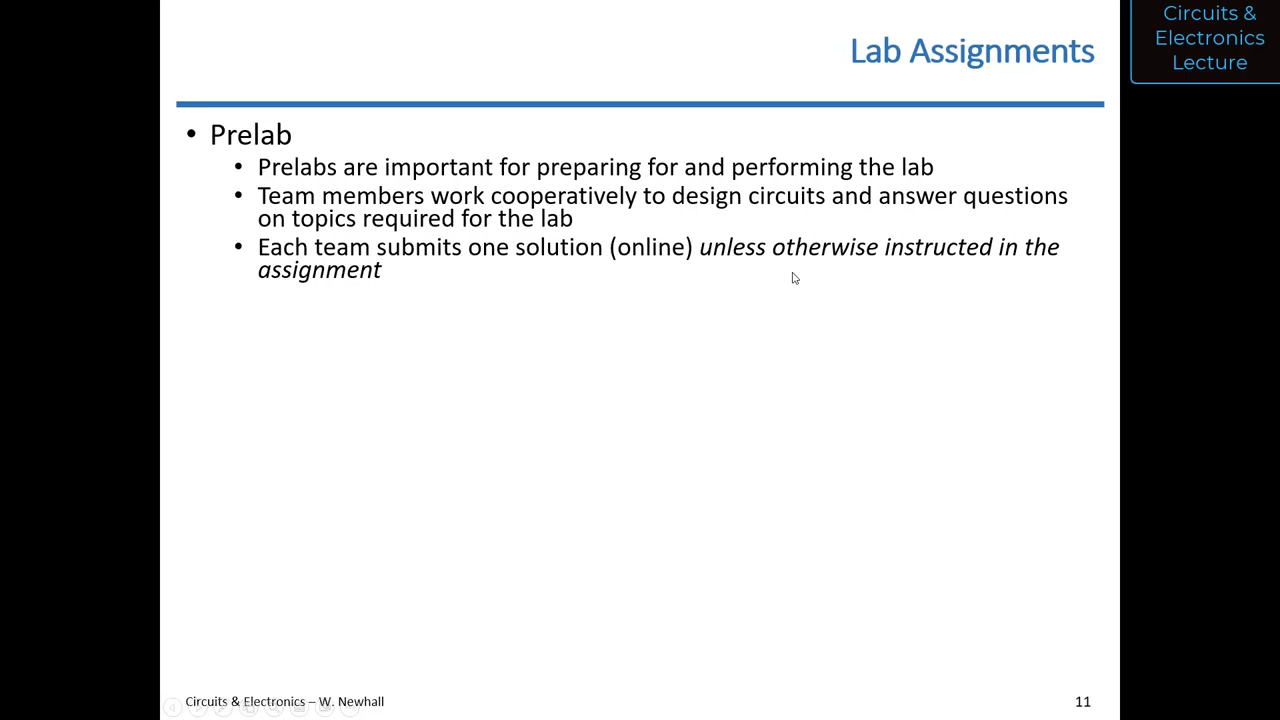 Circuits &
Electronics
Lecture
Lab Assignments
• Prelab
• Prelabs are important for preparing for and performing the lab
• Team members work cooperatively to design circuits and answer questions
on topics required for the lab
• Each team submits one solution (online) unless otherwise instructed in the
assignment
Circuits & Electronics – W. Newhall
11